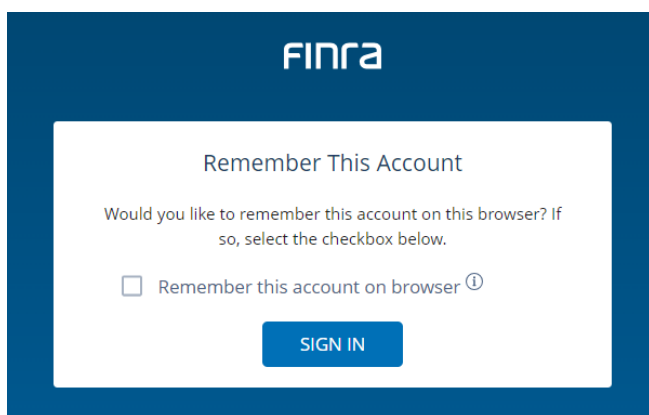 FINRA
Remember This Account
Would you like to remember this account on this browser? If
so, select the checkbox below.
Remember this account on browser ⓘ
SIGN IN